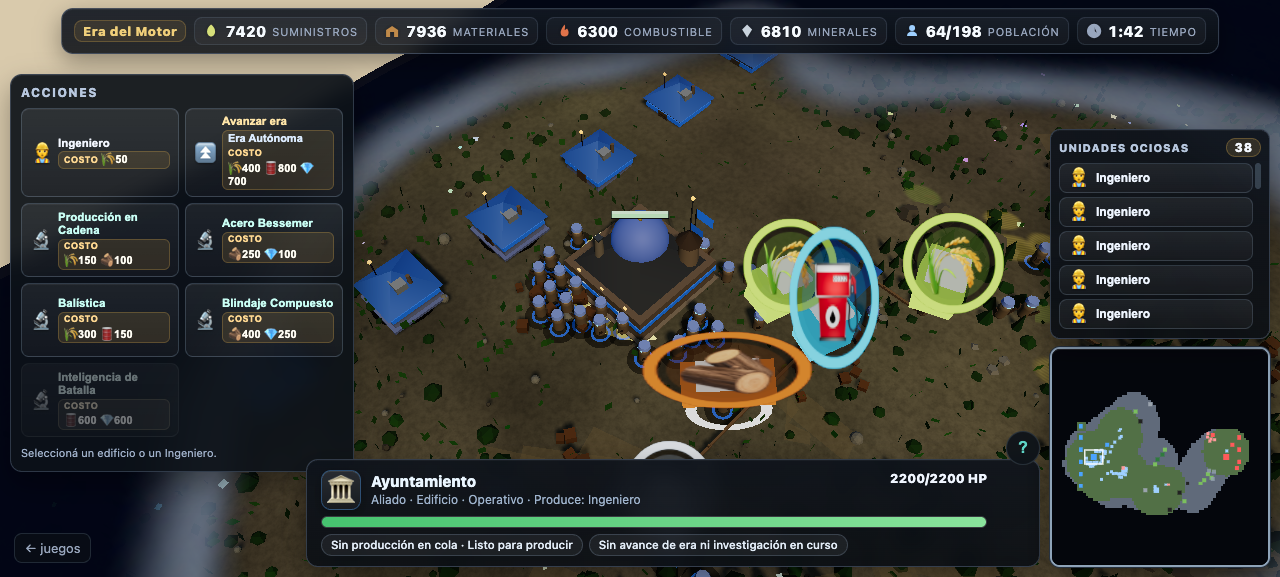 Era del Motor
7420 SUMINISTROS
7936 MATERIALES
6300 COMBUSTIBLE
6810 MINERALES
64/198 POBLACIÓN
1:42 TIEMPO
ACCIONES
Ingeniero
COSTO 50
Avanzar era
Era Autónoma
COSTO
400 800
700
Producción en
Cadena
COSTO
150 100
Acero Bessemer
COSTO
250 100
Balística
COSTO
300 150
Blindaje Compuesto
COSTO
400 250
Inteligencia de
Batalla
COSTO
600 600
Seleccioná un edificio o un Ingeniero.
UNIDADES OCIOSAS 38
Ingeniero
Ingeniero
Ingeniero
Ingeniero
Ingeniero
?
Ayuntamiento
2200/2200 HP
Aliado · Edificio · Operativo · Produce: Ingeniero
Sin producción en cola · Listo para producir
Sin avance de era ni investigación en curso
← juegos